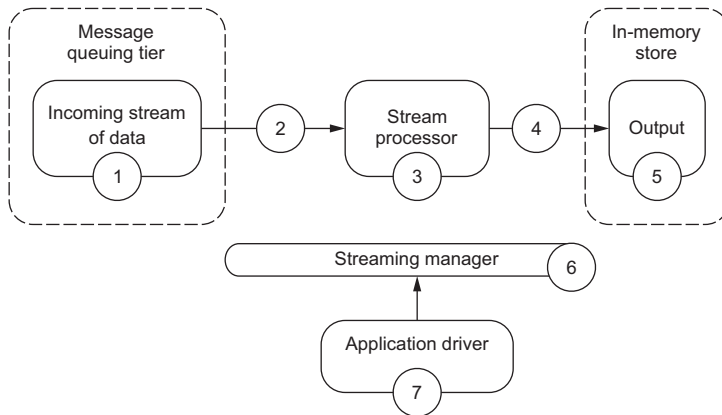 Message
queuing tier
In-memory
store
Incoming stream
of data
Stream
processor
Output
1
2
3
4
5
Streaming manager
6
Application driver
7